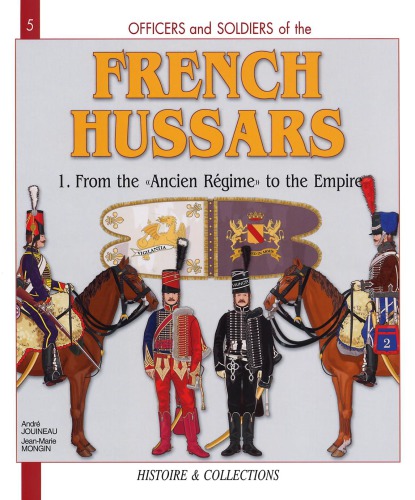 5
OFFICERS and SOLDIERS of the
FRENCH
HUSSARS
1. From the «Ancien Régime» to the Empire
VIGILANTIA
2
André
JOUINEAU
Jean-Marie
MONGIN
HISTOIRE & COLLECTIONS